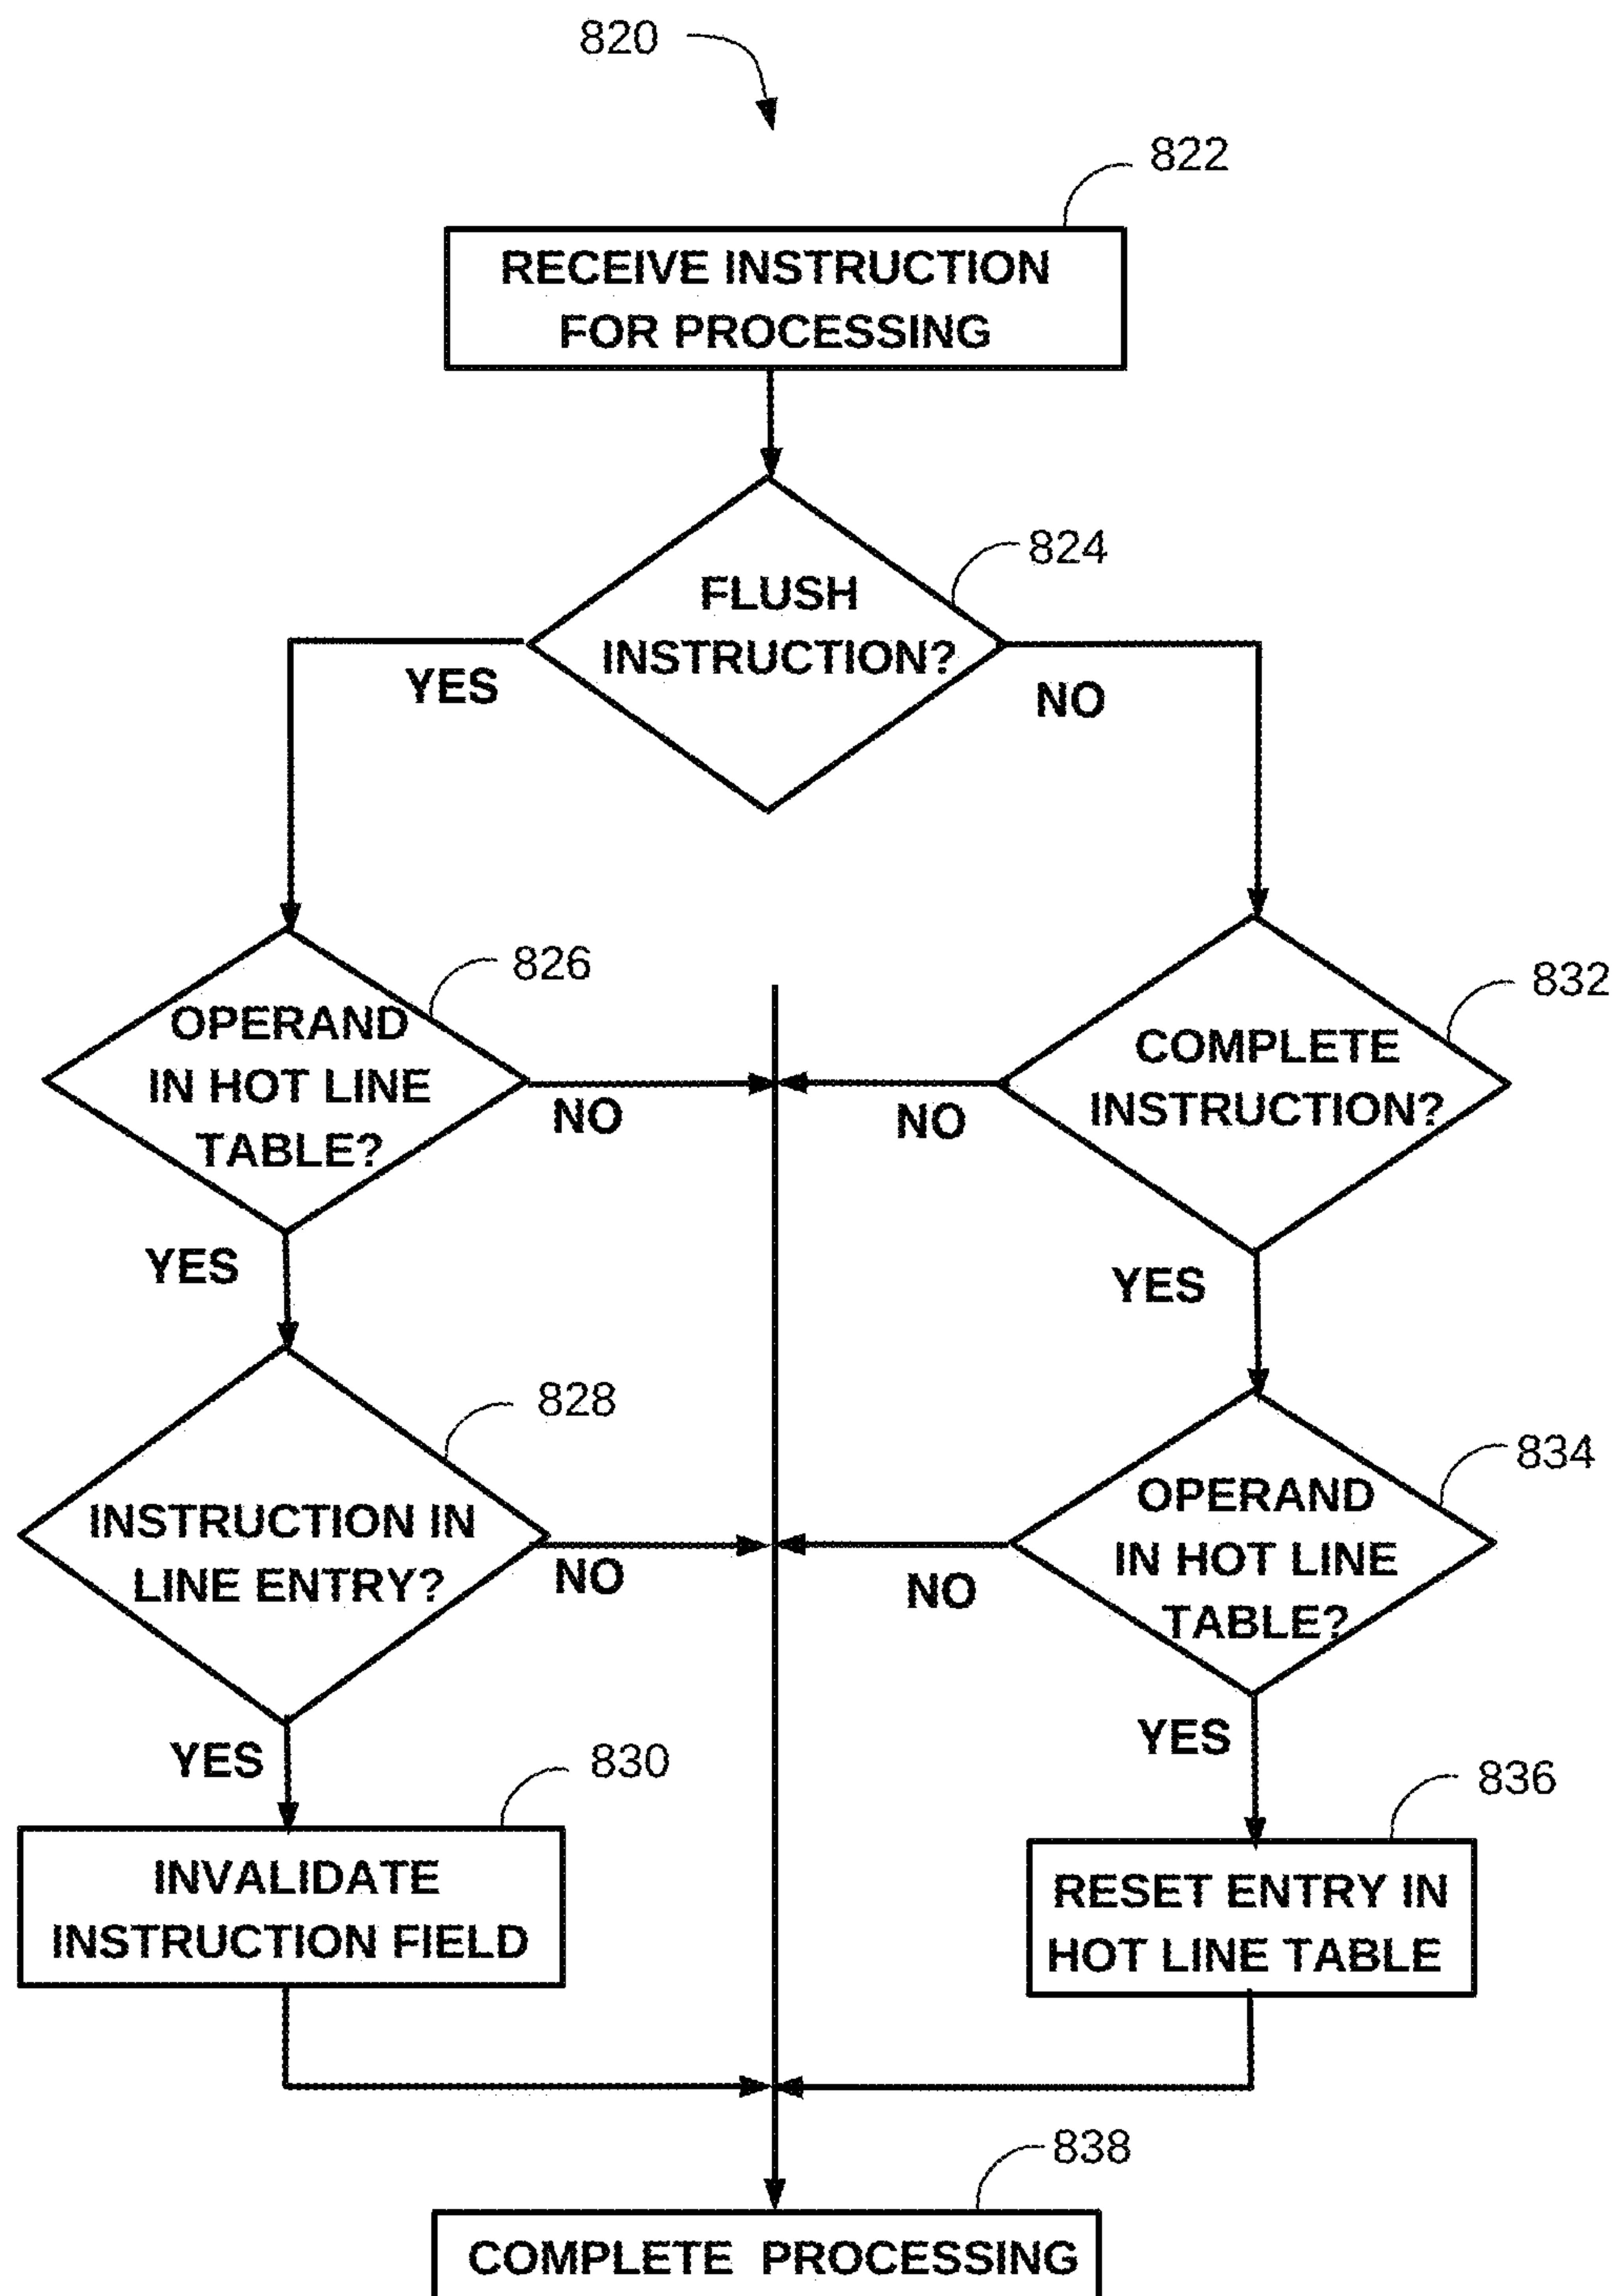 820
822
RECEIVE INSTRUCTION
FOR PROCESSING
824
FLUSH
INSTRUCTION?
YES
NO
826
OPERAND
IN HOT LINE
TABLE?
NO
YES
832
COMPLETE
INSTRUCTION?
NO
YES
828
INSTRUCTION IN
LINE ENTRY?
NO
YES
834
OPERAND
IN HOT LINE
TABLE?
NO
YES
830
INVALIDATE
INSTRUCTION FIELD
836
RESET ENTRY IN
HOT LINE TABLE
838
COMPLETE PROCESSING